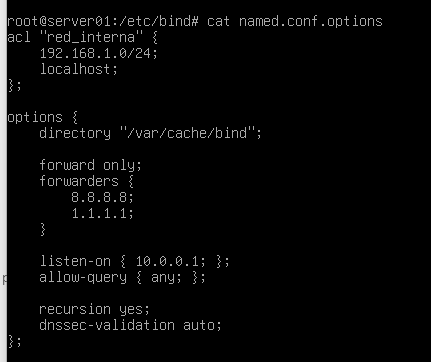 root@server01:/etc/bind# cat named.conf.options
acl "red_interna" {
    192.168.1.0/24;
    localhost;
};

options {
    directory "/var/cache/bind";

    forward only;
    forwarders {
        8.8.8.8;
        1.1.1.1;
    }

    listen-on { 10.0.0.1; };
    allow-query { any; };

    recursion yes;
    dnssec-validation auto;
};